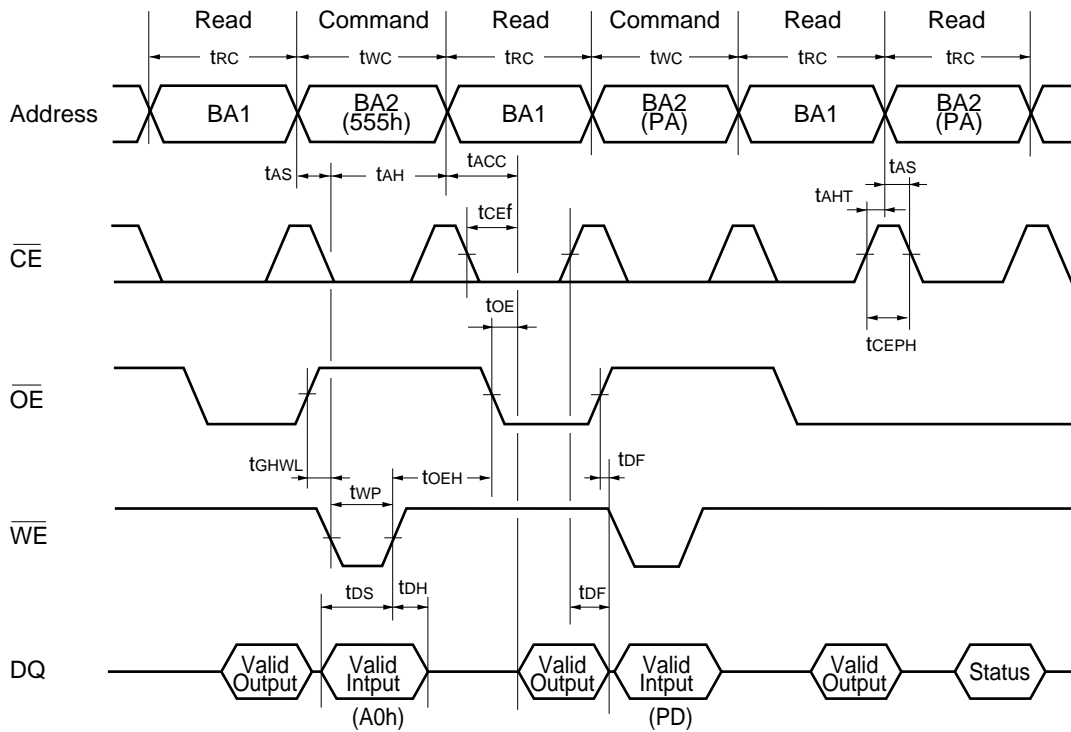 Read Command Read Command Read Read
tRC tWC tRC tWC tRC tRC
Address BA1 BA2 (555h) BA1 BA2 (PA) BA1 BA2 (PA)
tAS tAH tACC tAS
tAHT
tCEf
CE
tOE
tCEPH
OE
tGHWL tOEH tDF
tWP
WE
tDS tDH tDF
DQ Valid Output Valid Intput Valid Output Valid Intput Valid Output Status
(A0h) (PD)